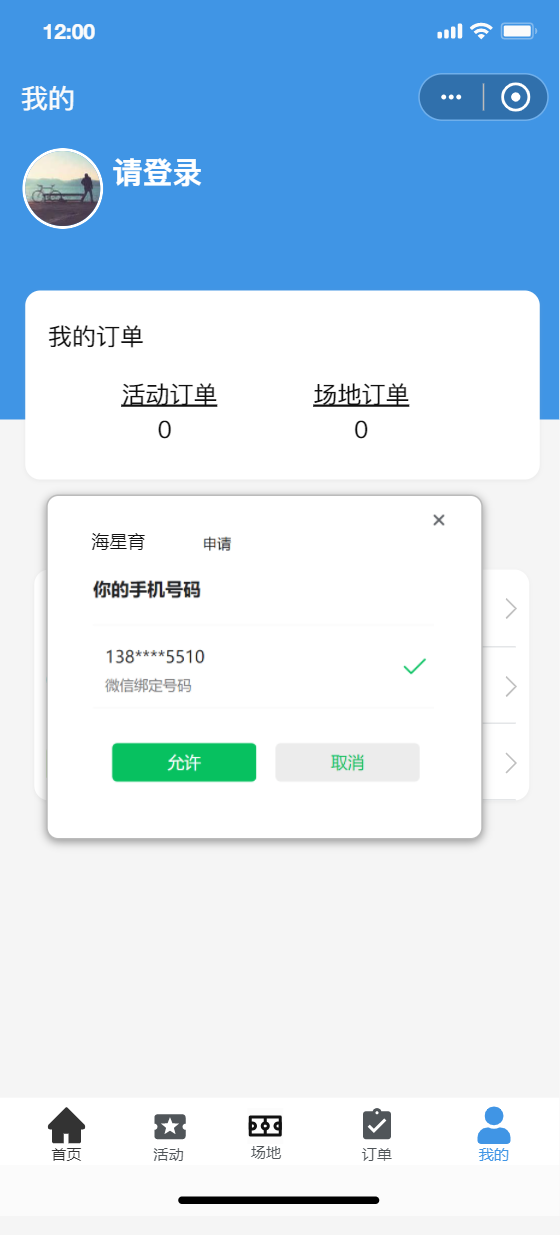 12:00
我的
请登录
我的订单
活动订单 场地订单
0 0
海星育 申请
你的手机号码
138****5510
微信绑定号码
允许 取消
首页 活动 场地 订单 我的